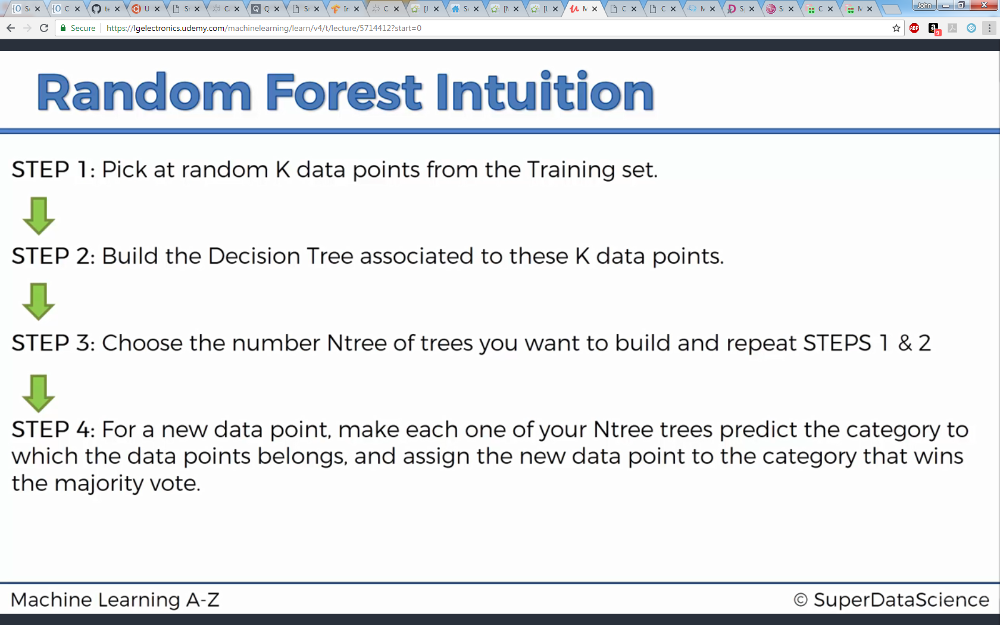 John
Secure https://lgelectronics.udemy.com/machinelearning/learn/v4/t/lecture/5714412?start=0
ABP
9
Random Forest Intuition
STEP 1: Pick at random K data points from the Training set.
STEP 2: Build the Decision Tree associated to these K data points.
STEP 3: Choose the number Ntree of trees you want to build and repeat STEPS 1 & 2
STEP 4: For a new data point, make each one of your Ntree trees predict the category to
which the data points belongs, and assign the new data point to the category that wins
the majority vote.
Machine Learning A-Z
© SuperDataScience